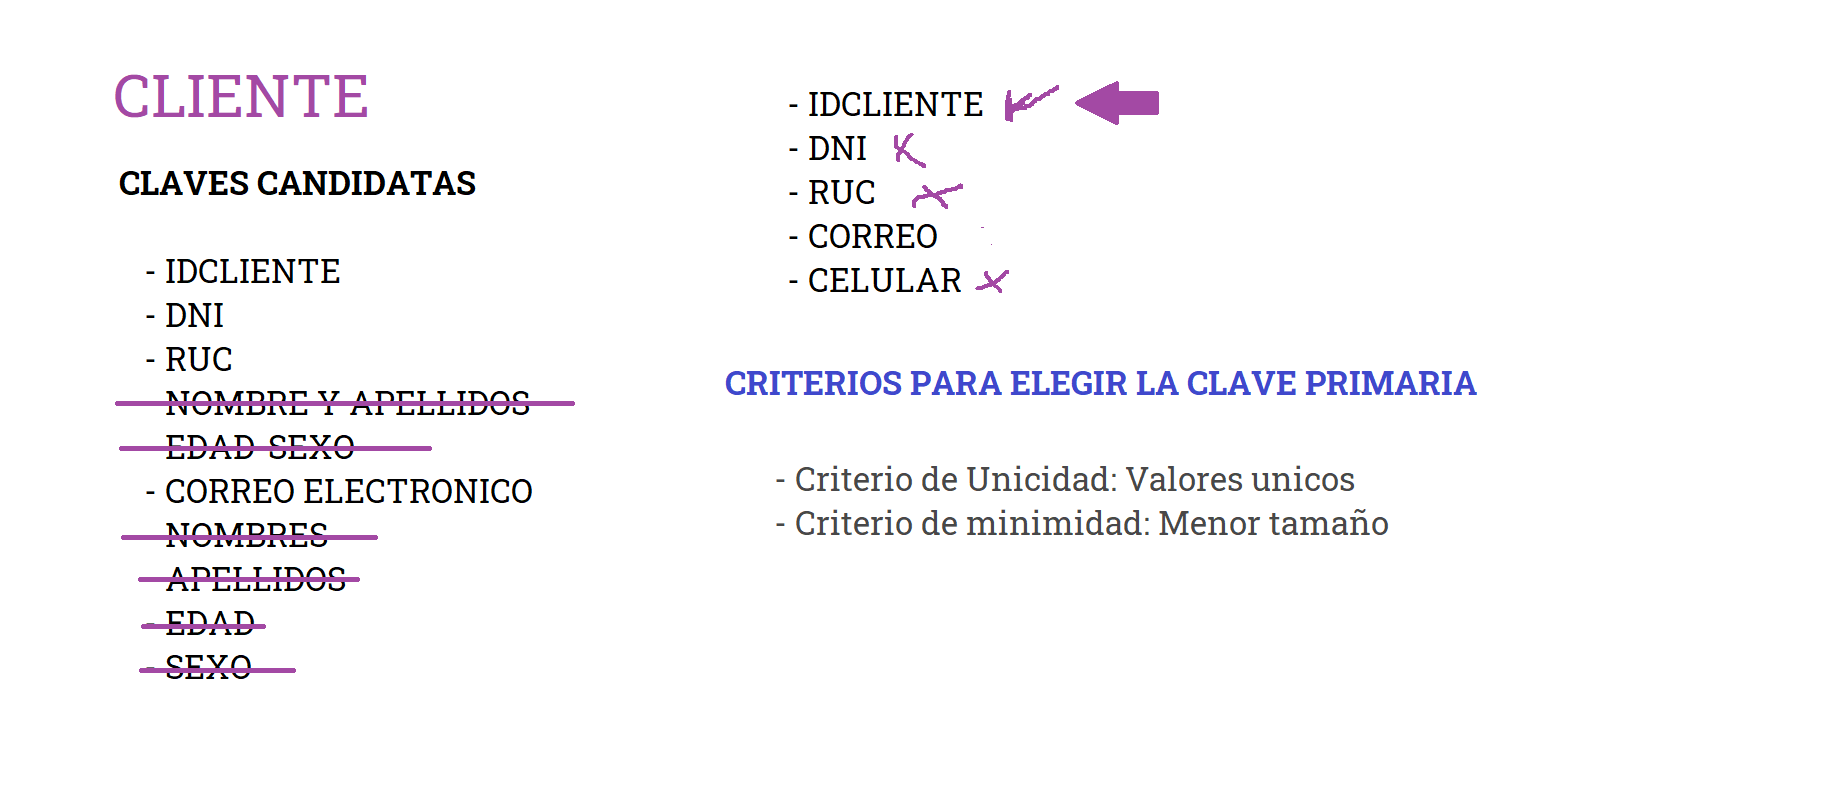 CLIENTE
CLAVES CANDIDATAS
- IDCLIENTE
- DNI
- RUC
NOMBRE Y APELLIDOS
EDAD SEXO
- CORREO ELECTRONICO
NOMBRES
APELLIDOS
- EDAD
- SEXO
- IDCLIENTE
- DNI
- RUC
- CORREO
- CELULAR
CRITERIOS PARA ELEGIR LA CLAVE PRIMARIA
- Criterio de Unicidad: Valores unicos
- Criterio de minimidad: Menor tamaño